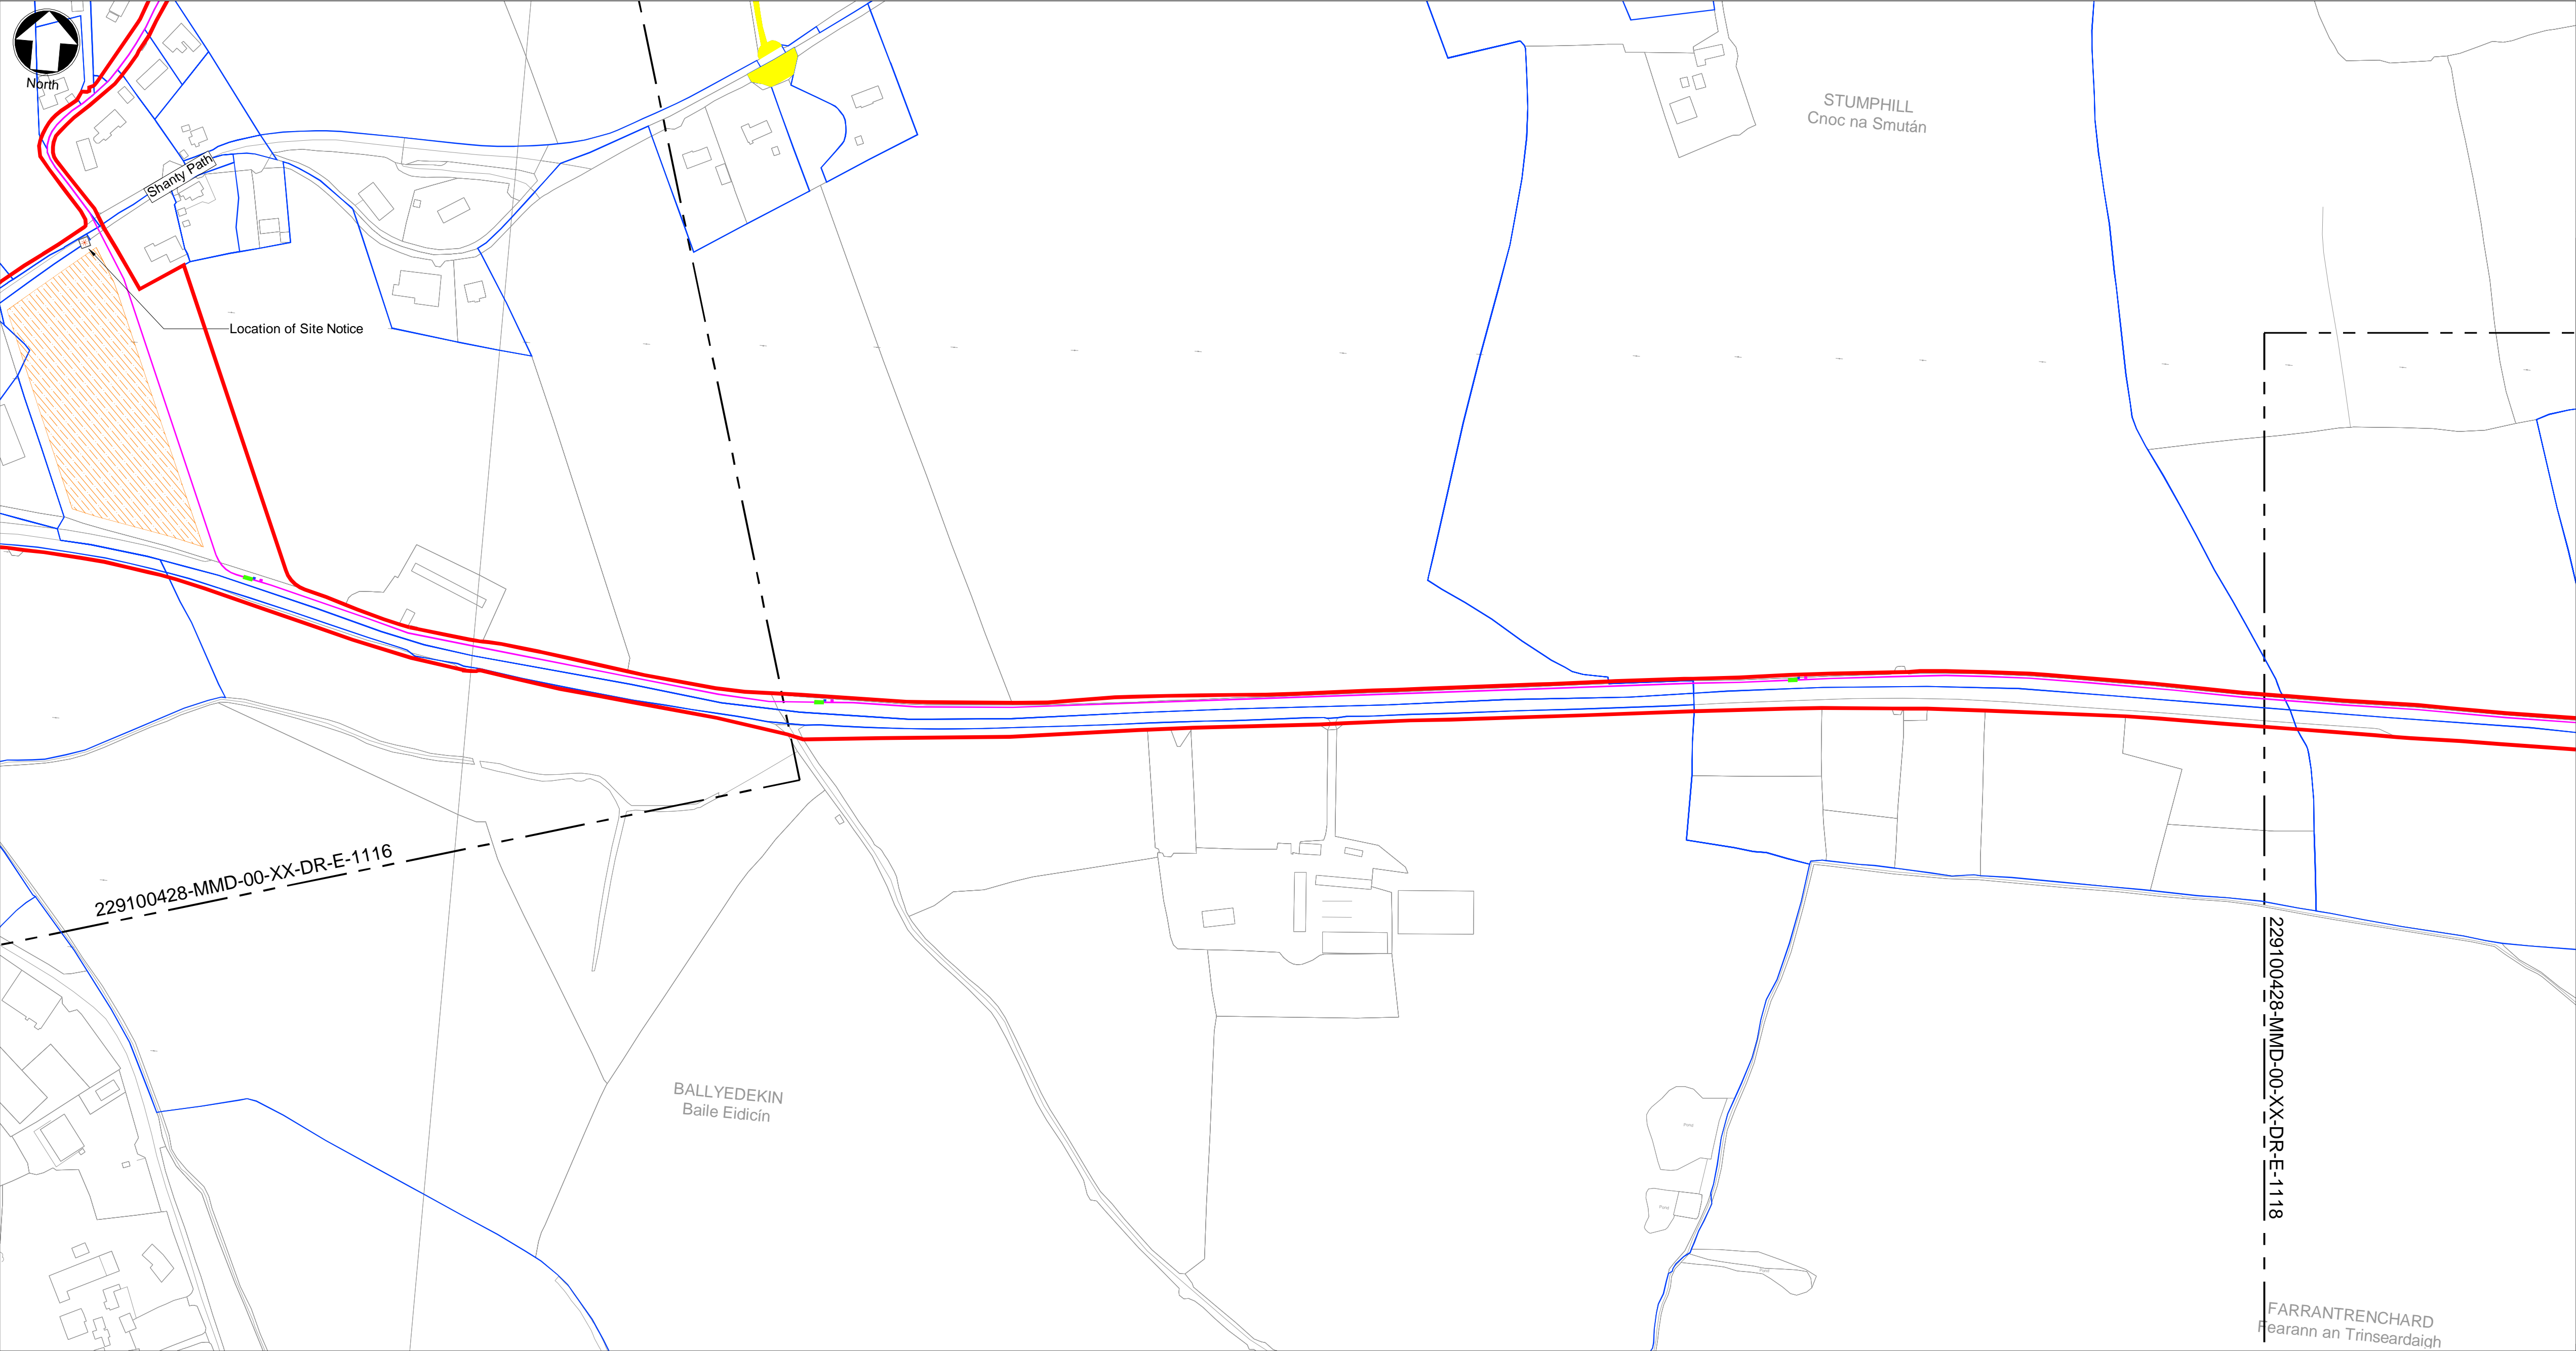 North
STUMPHILL
Cnoc na Smután
Shanty Path
Location of Site Notice
229100428-MMD-00-XX-DR-E-1116
229100428-MMD-00-XX-DR-E-1118
BALLYEDEKIN
Baile Eidicín
FARRANTRENCHARD
Fearann an Trinseardaigh